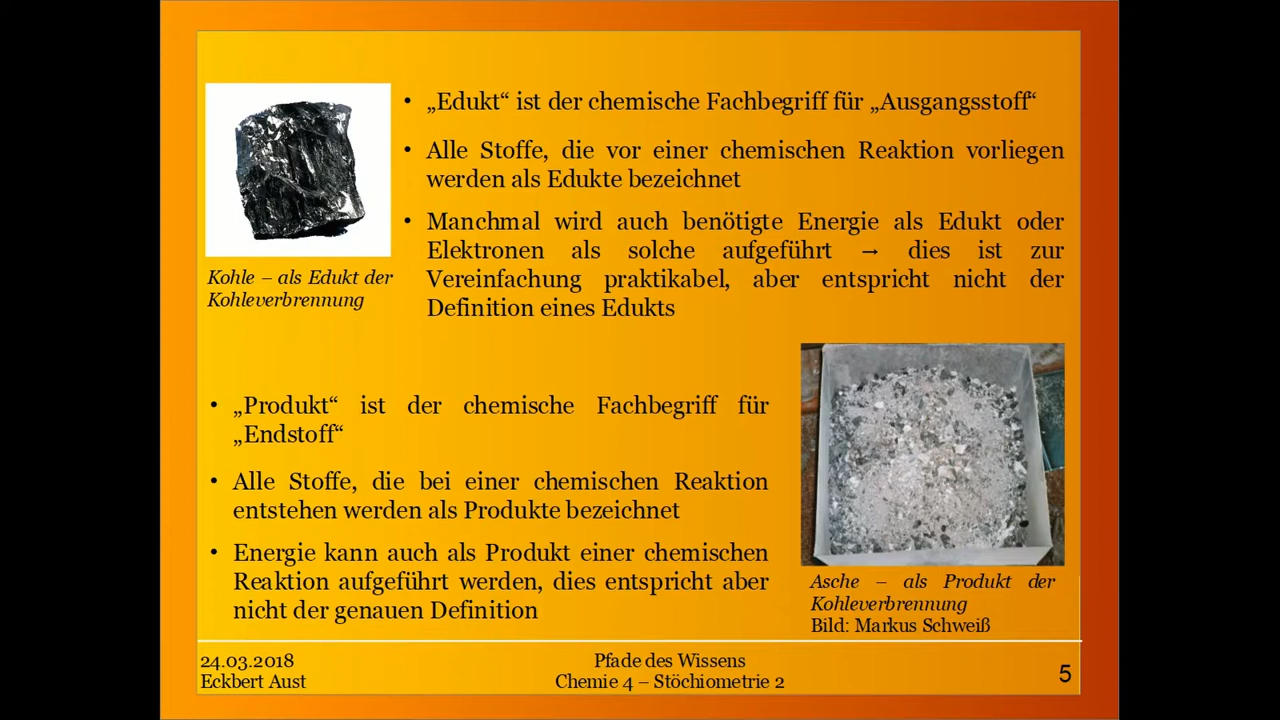 • „Edukt“ ist der chemische Fachbegriff für „Ausgangsstoff“
• Alle Stoffe, die vor einer chemischen Reaktion vorliegen
werden als Edukte bezeichnet
• Manchmal wird auch benötigte Energie als Edukt oder
Elektronen als solche aufgeführt → dies ist zur
Vereinfachung praktikabel, aber entspricht nicht der
Definition eines Edukts
Kohle – als Edukt der
Kohleverbrennung
• „Produkt“ ist der chemische Fachbegriff für
„Endstoff“
• Alle Stoffe, die bei einer chemischen Reaktion
entstehen werden als Produkte bezeichnet
• Energie kann auch als Produkt einer chemischen
Reaktion aufgeführt werden, dies entspricht aber
nicht der genauen Definition
Asche – als Produkt der
Kohleverbrennung
Bild: Markus Schweiß
24.03.2018
Eckbert Aust
Pfade des Wissens
Chemie 4 – Stöchiometrie 2
5